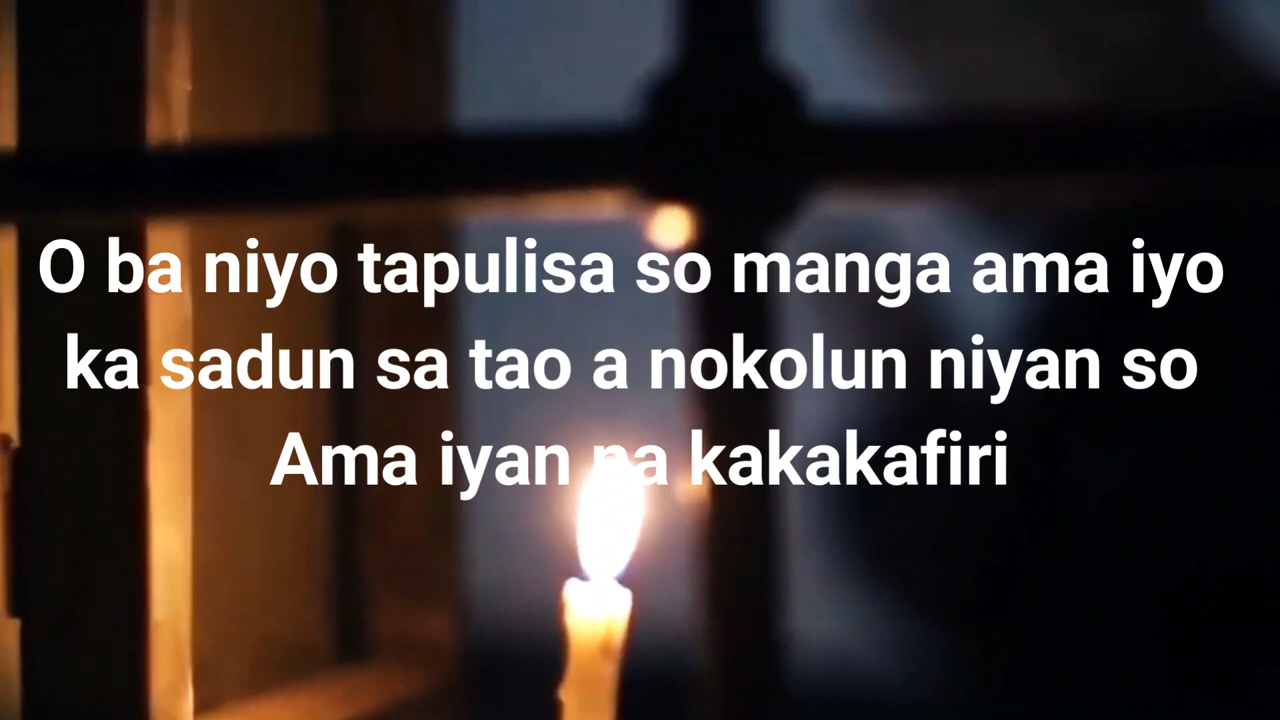 O ba niyo tapulisa so manga ama iyo
ka sadun sa tao a nokolun niyan so
Ama iyan na kakakafiri